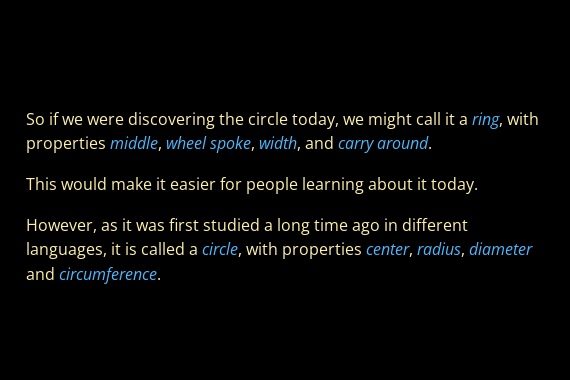 So if we were discovering the circle today, we might call it a ring, with
properties middle, wheel spoke, width, and carry around.
This would make it easier for people learning about it today.
However, as it was first studied a long time ago in different
languages, it is called a circle, with properties center, radius, diameter
and circumference.